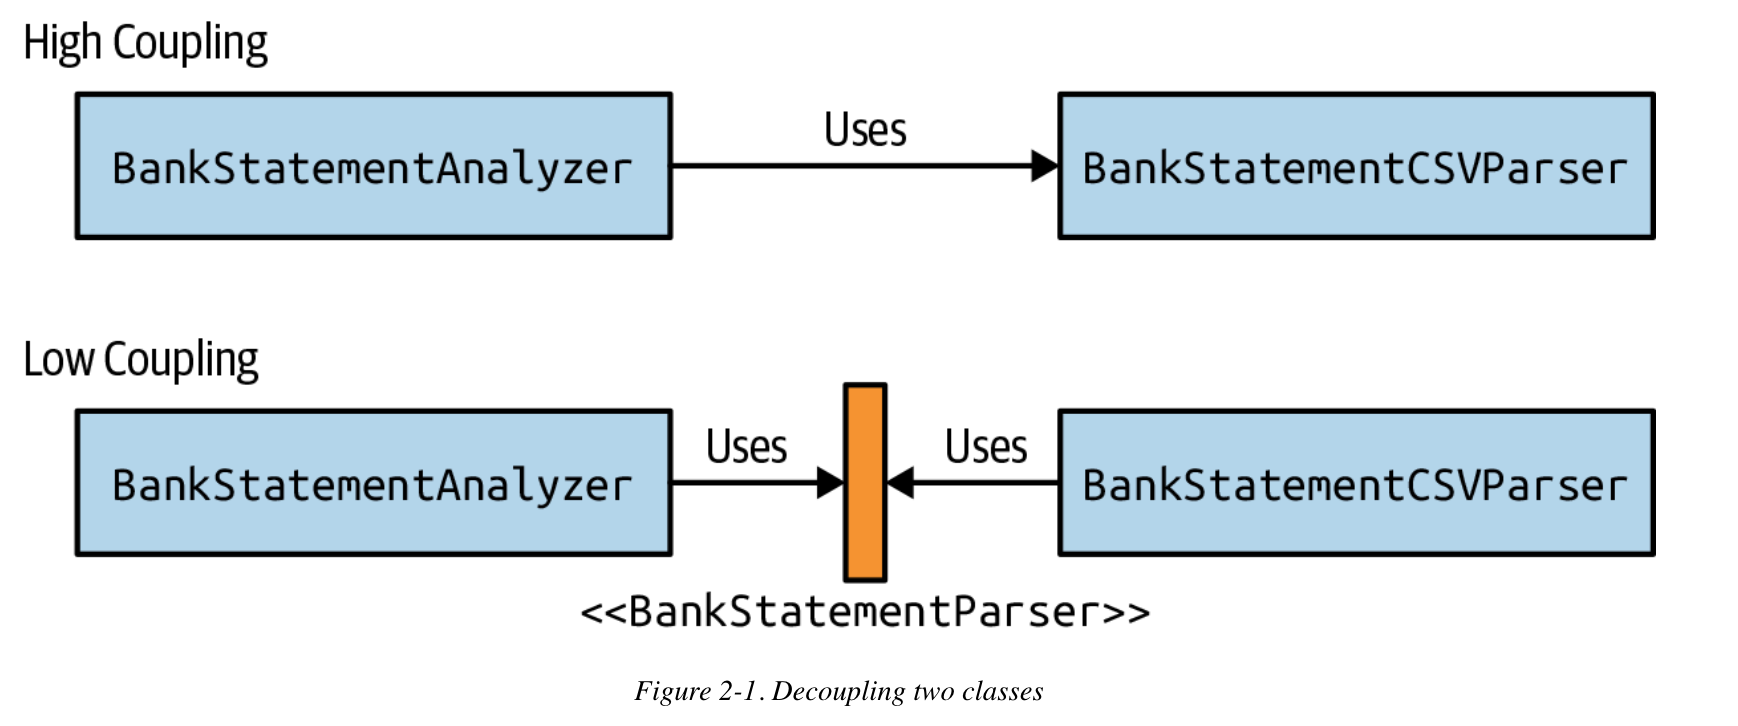 High Coupling
BankStatementAnalyzer
Uses
BankStatementCSVParser
Low Coupling
BankStatementAnalyzer
Uses
Uses
BankStatementCSVParser
<<BankStatementParser>>
Figure 2-1. Decoupling two classes